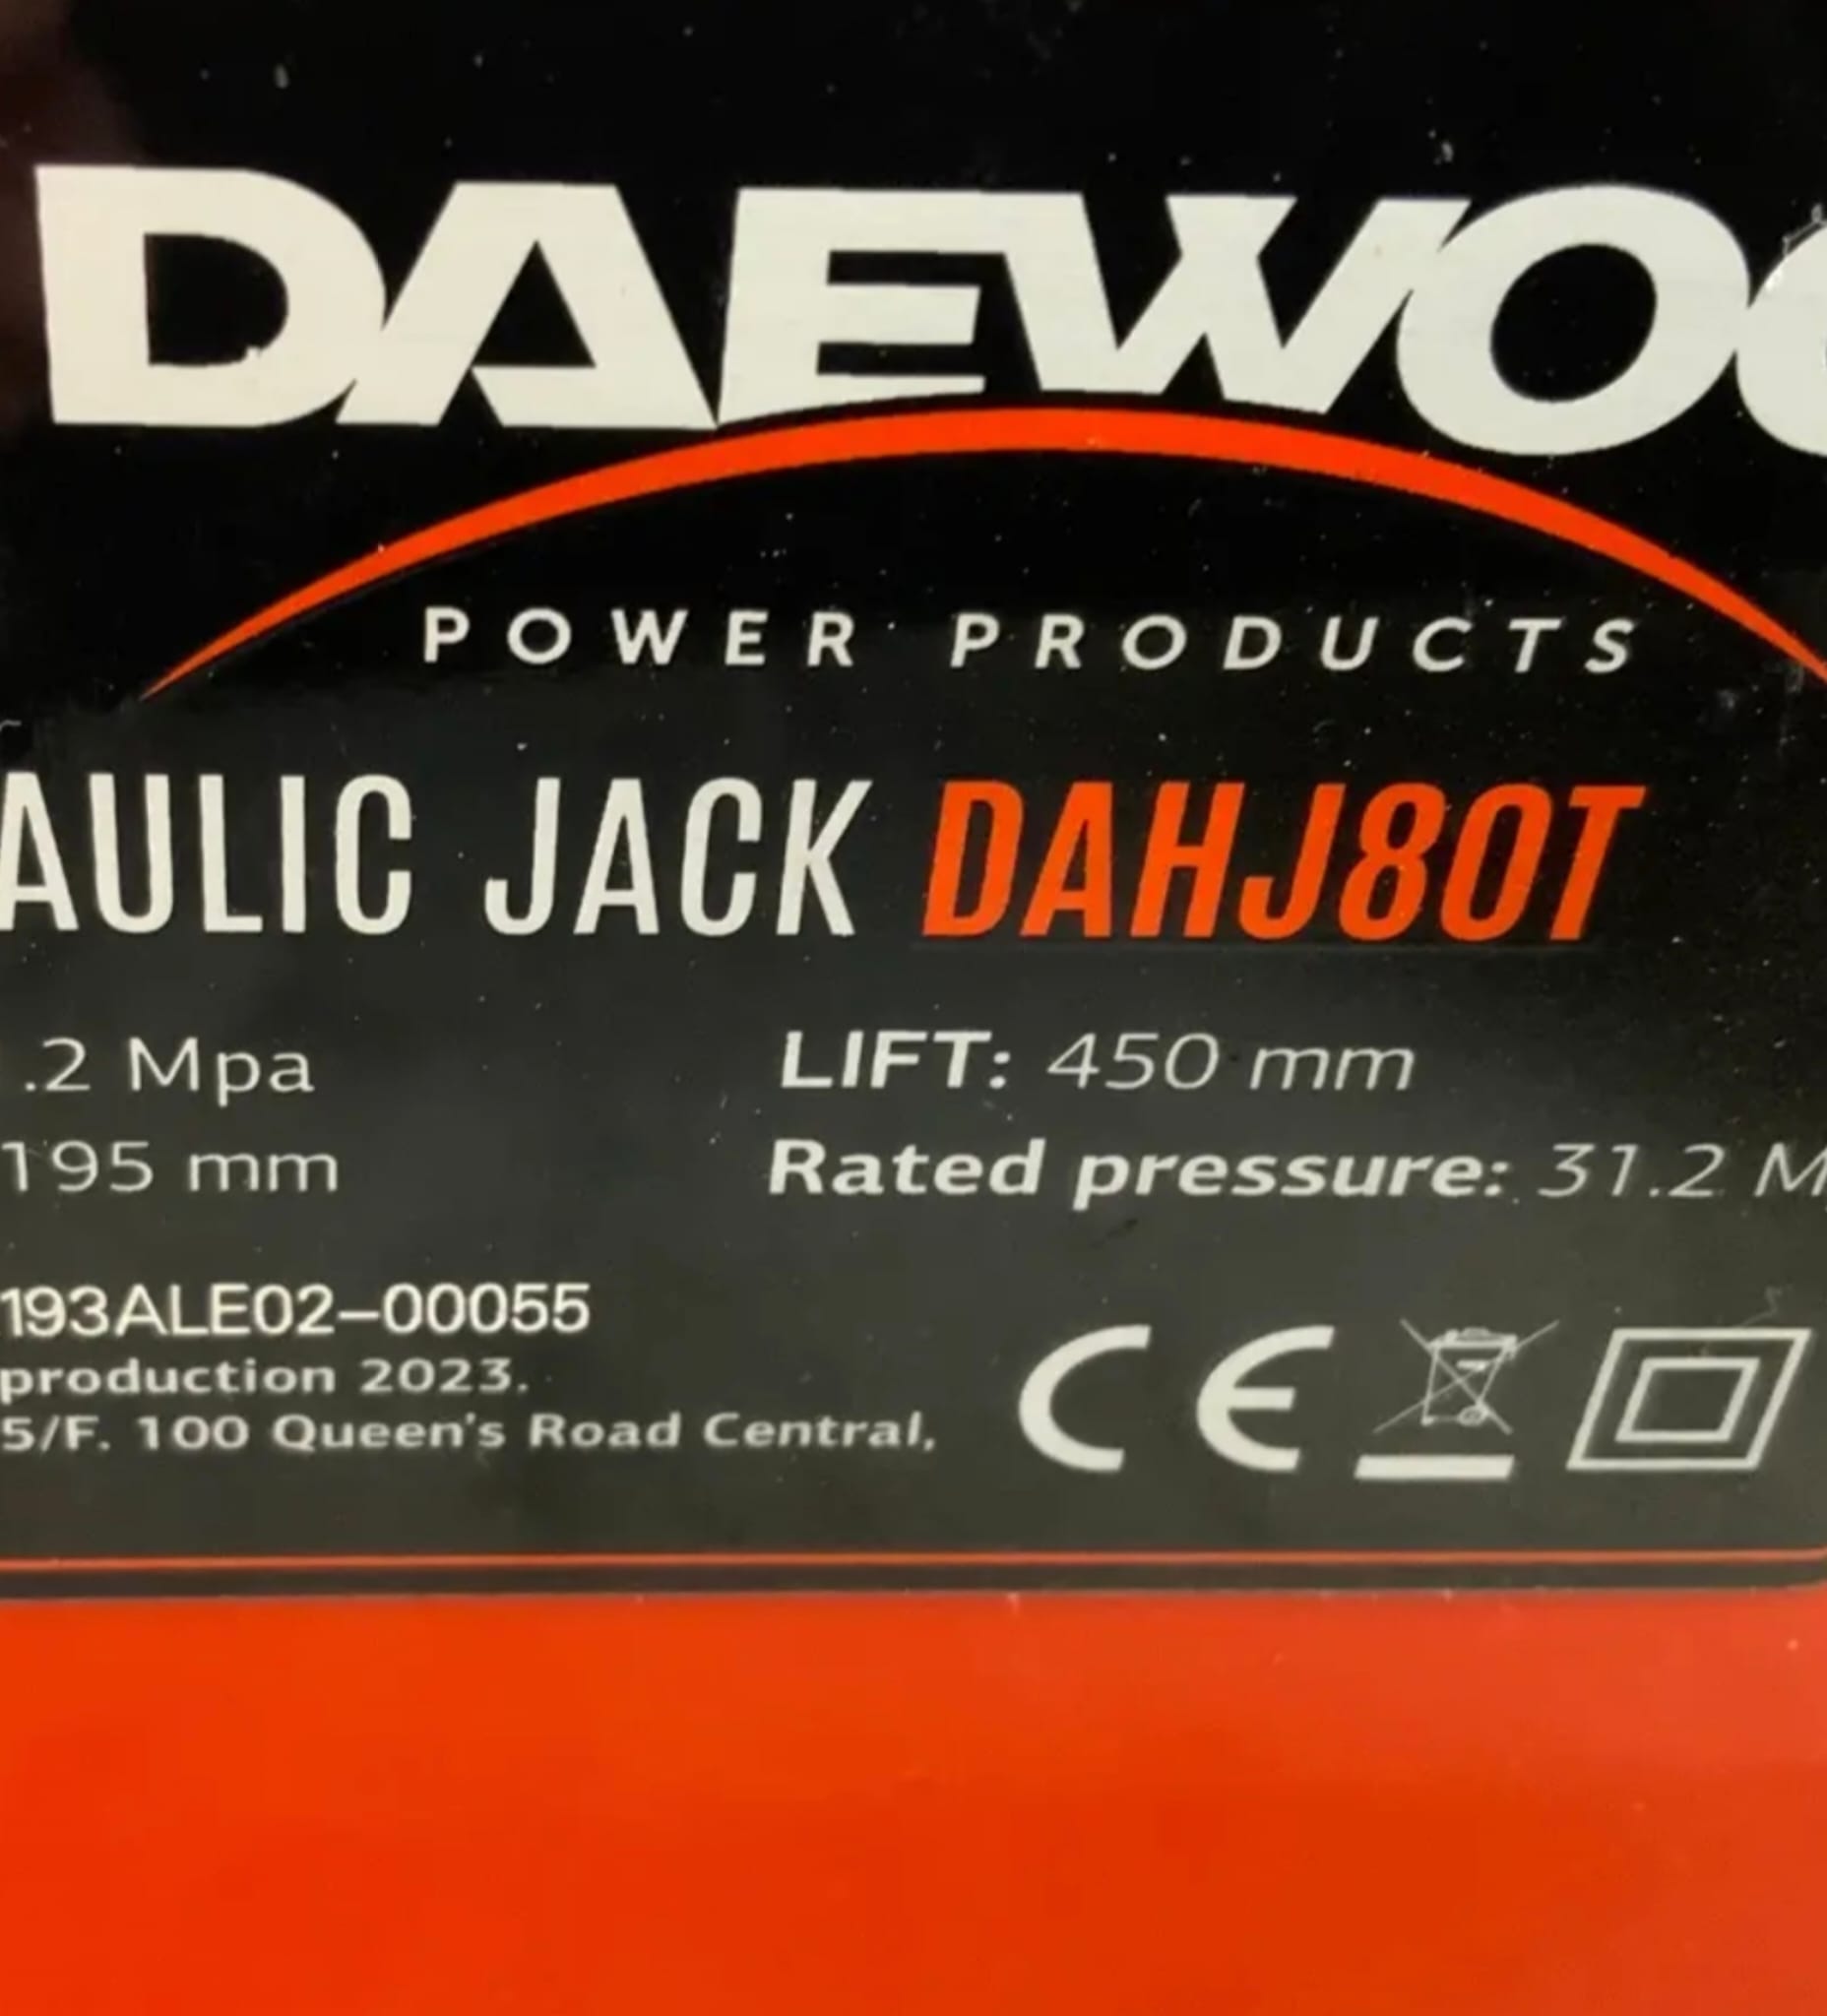 DAEWOO
POWER PRODUCTS
AULIC JACK DAHJ80T
.2 Mpa LIFT: 450 mm
195 mm Rated pressure: 31.2 M
193ALE02-00055
production 2023.
5/F. 100 Queen's Road Central,
CE